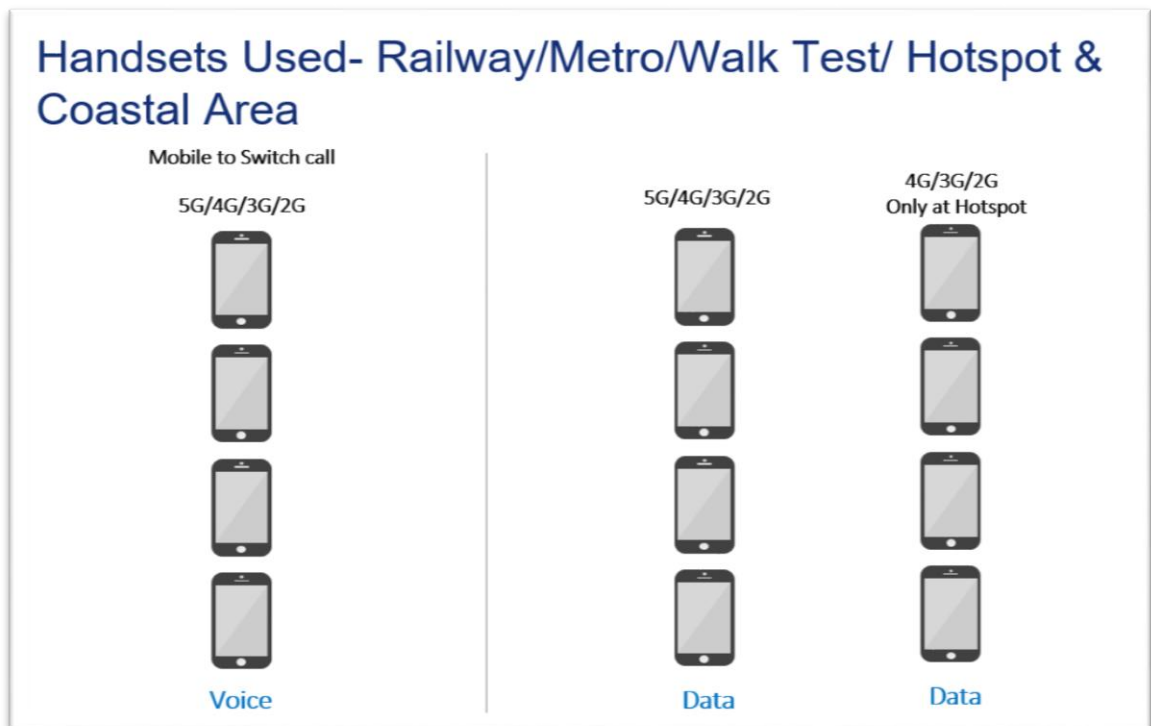 Handsets Used- Railway/Metro/Walk Test/ Hotspot &
Coastal Area
Mobile to Switch call
5G/4G/3G/2G
Voice
5G/4G/3G/2G
Data
4G/3G/2G
Only at Hotspot
Data